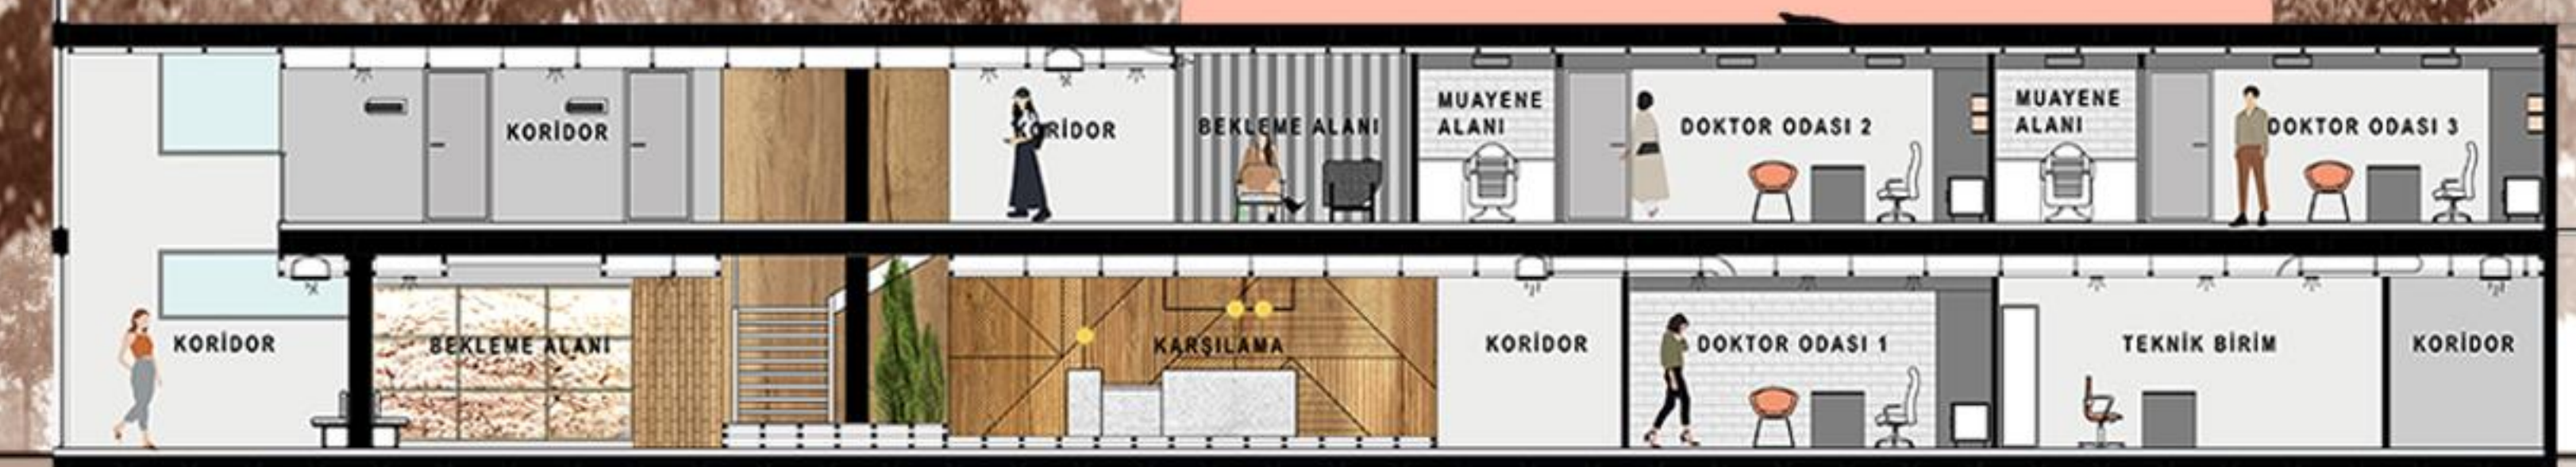 KORİDOR
KORİDOR
BEKLEME ALANI
MUAYENE
ALANI
DOKTOR ODASI 2
MUAYENE
ALANI
DOKTOR ODASI 3
KORİDOR
BEKLEME ALANI
KARŞILAMA
KORİDOR
DOKTOR ODASI 1
TEKNİK BİRİM
KORİDOR